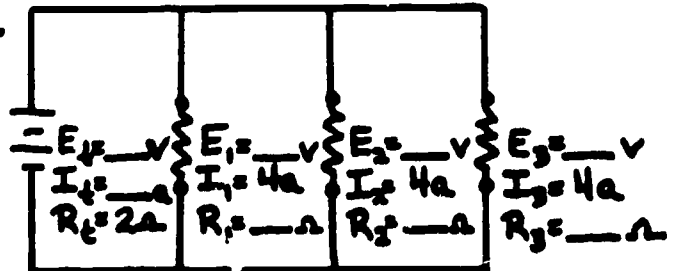 Et=___V
It=___a
Rt=2Ω
E1=___V
I1=4a
R1=___Ω
E2=___V
I2=4a
R2=___Ω
E3=___V
I3=4a
R3=___Ω